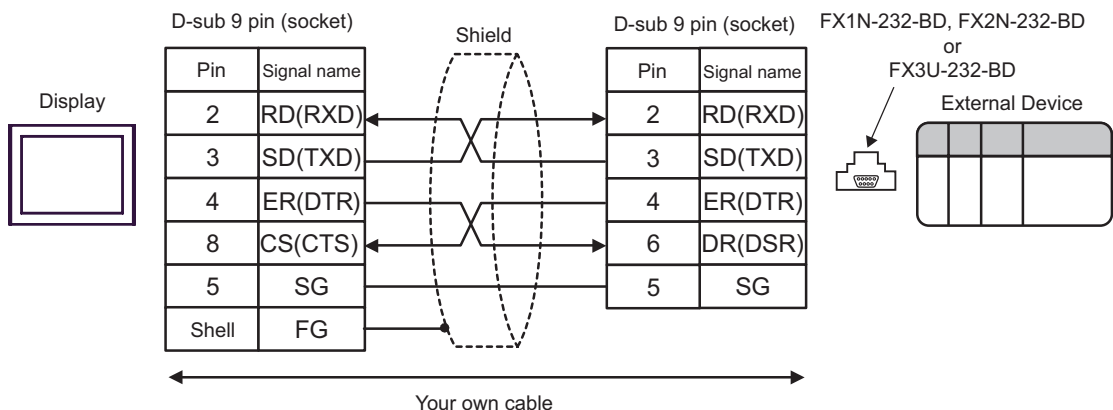 D-sub 9 pin (socket)
Shield
D-sub 9 pin (socket)
FX1N-232-BD, FX2N-232-BD
or
FX3U-232-BD
Display
External Device
Pin Signal name
2 RD(RXD)
3 SD(TXD)
4 ER(DTR)
8 CS(CTS)
5 SG
Shell FG
Pin Signal name
2 RD(RXD)
3 SD(TXD)
4 ER(DTR)
6 DR(DSR)
5 SG
Your own cable